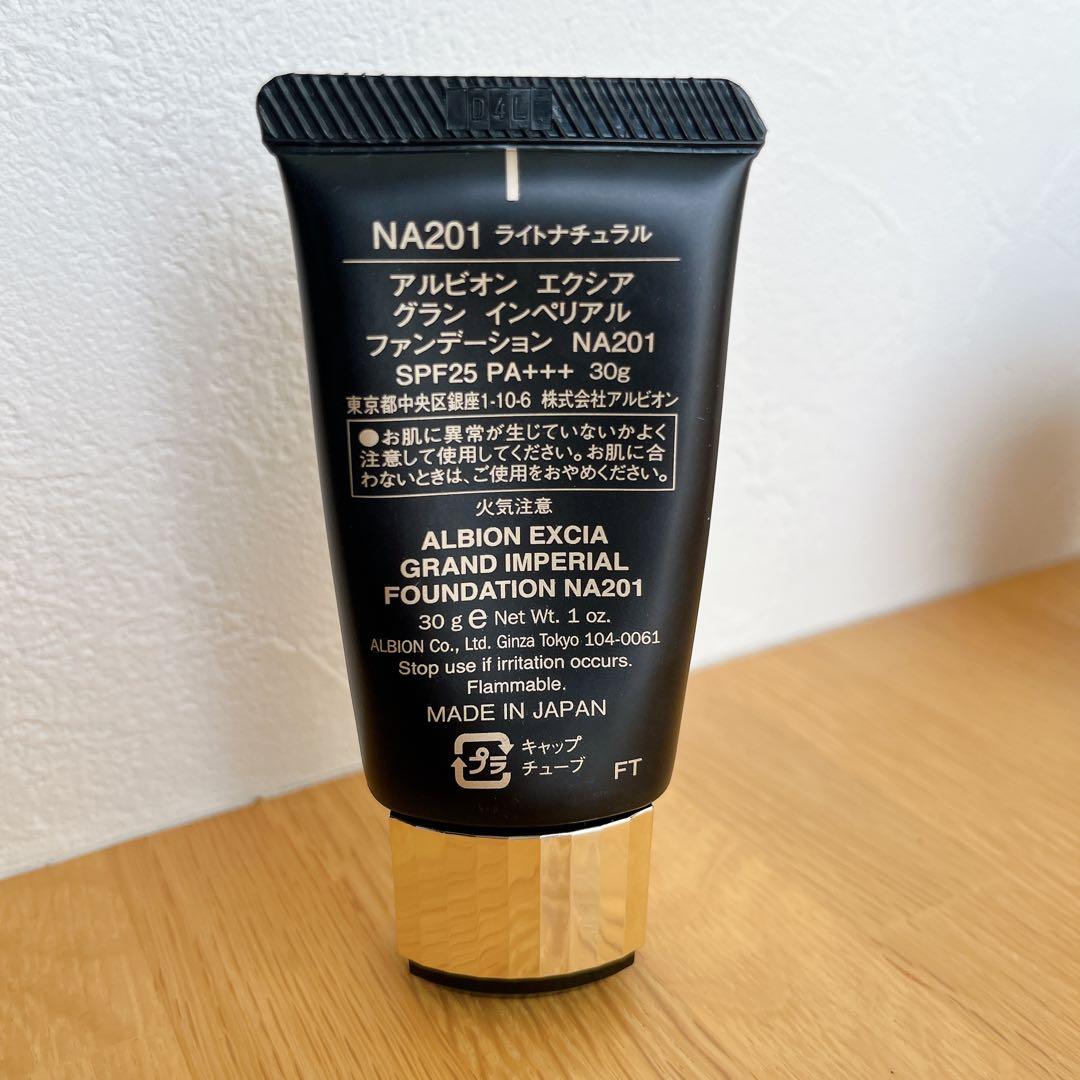 D4L
NA201 ライトナチュラル
アルビオン エクシア
グラン インペリアル
ファンデーション NA201
SPF25 PA+++ 30g
東京都中央区銀座1-10-6 株式会社アルビオン
●お肌に異常が生じていないかよく
注意して使用してください。お肌に合
わないときは、ご使用をおやめください。
火気注意
ALBION EXCIA
GRAND IMPERIAL
FOUNDATION NA201
30 g e Net Wt. 1 oz.
ALBION Co., Ltd. Ginza Tokyo 104-0061
Stop use if irritation occurs.
Flammable.
MADE IN JAPAN
プラ キャップ
チューブ FT